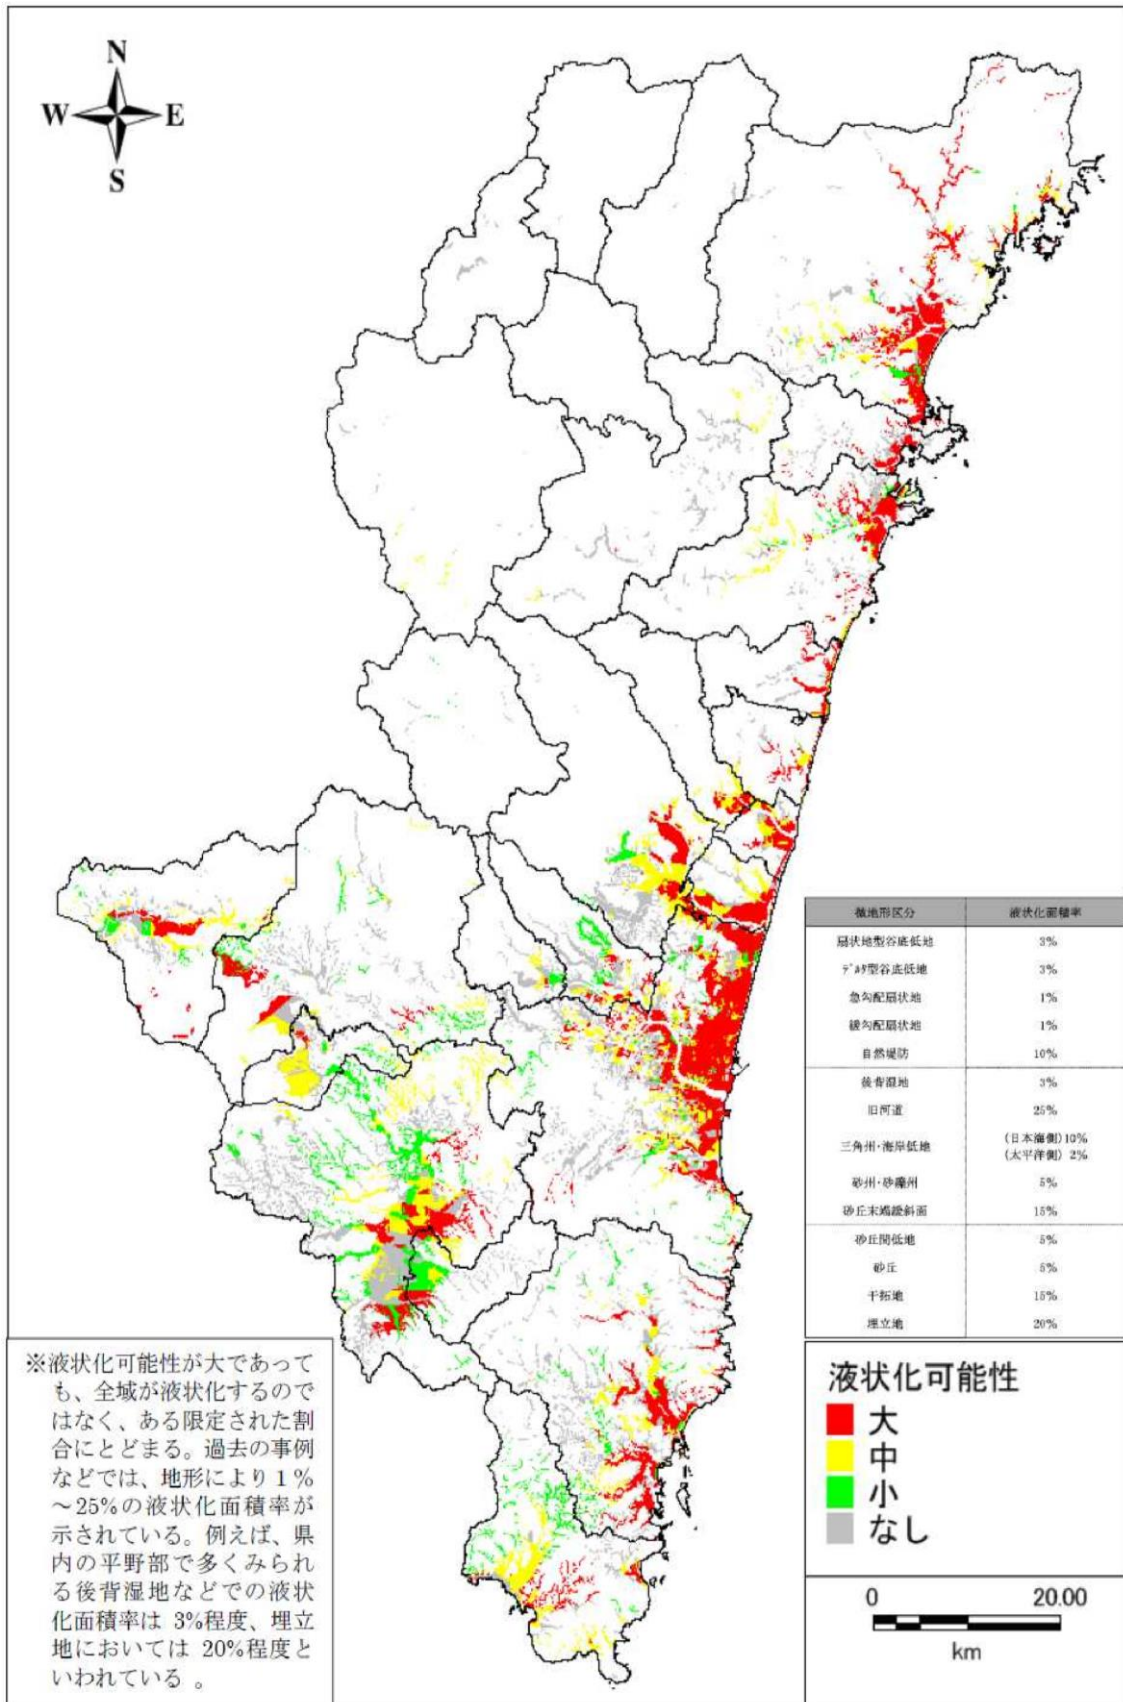 N
W E
S
微地形区分 液状化面積率
扇状地型谷底低地 3%
デルタ型谷底低地 3%
急勾配扇状地 1%
緩勾配扇状地 1%
自然堤防 10%
後背湿地 3%
旧河道 25%
三角州・海岸低地 (日本海側)10%
(太平洋側) 2%
砂州・砂礫州 5%
砂丘末端緩斜面 15%
砂丘間低地 5%
砂丘 5%
干拓地 15%
埋立地 20%
※液状化可能性が大であって
も、全域が液状化するのでは
はなく、ある限定された割
合にとどまる。過去の事例
などでは、地形により１％
～25%の液状化面積率が
示されている。例えば、県
内の平野部で多くみられ
る後背湿地などでの液状
化面積率は 3%程度、埋立
地においては 20%程度と
いわれている 。
液状化可能性
大
中
小
なし
0 20.00
km